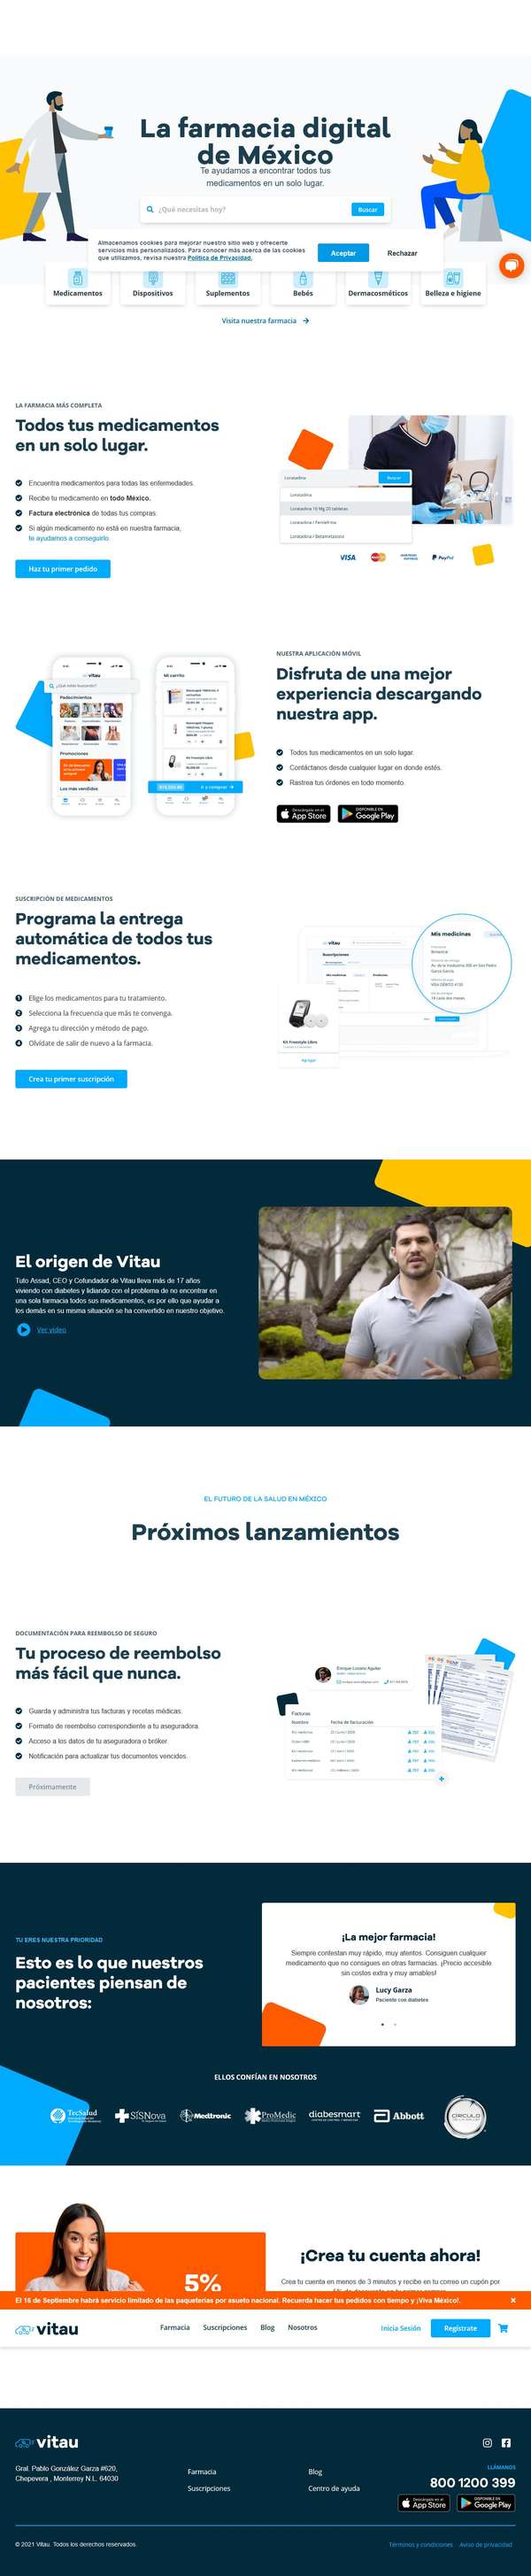 La farmacia digital
de México
Te ayudamos a encontrar todos tus
medicamentos en un solo lugar.
¿Qué necesitas hoy?
Buscar
Almacenamos cookies para mejorar nuestro sitio web y ofrecerte
servicios más personalizados. Para conocer más acerca de las cookies
que utilizamos, revisa nuestra Política de Privacidad.
Aceptar
Rechazar
Medicamentos
Dispositivos
Suplementos
Bebés
Dermacosméticos
Belleza e higiene
Visita nuestra farmacia
LA FARMACIA MÁS COMPLETA
Todos tus medicamentos
en un solo lugar.
Encuentra medicamentos para todas las enfermedades.
Recibe tu medicamento en todo México.
Factura electrónica de todas tus compras.
Si algún medicamento no está en nuestra farmacia,
te ayudamos a conseguirlo.
Haz tu primer pedido
Loratadina
Buscar
Loratadina
Loratadina 10 Mg 20 tabletas
Loratadina / Fenilefrina
Loratadina / Betametasona
VISA
PayPal
NUESTRA APLICACIÓN MÓVIL
Disfruta de una mejor
experiencia descargando
nuestra app.
Todos tus medicamentos en un solo lugar.
Contáctanos desde cualquier lugar en donde estés.
Rastrea tus órdenes en todo momento.
App Store
Google Play
vitau
Padecimientos
Promociones
Los más vendidos
Mi carrito
Ir a comprar
SUSCRIPCIÓN DE MEDICAMENTOS
Programa la entrega
automática de todos tus
medicamentos.
1 Elige los medicamentos para tu tratamiento.
2 Selecciona la frecuencia que más te convenga.
3 Agrega tu dirección y método de pago.
4 Olvídate de salir de nuevo a la farmacia.
Crea tu primer suscripción
vitau
Suscripciones
Mis medicinas
Kit Freestyle Libre
Agregar
El origen de Vitau
Tuto Assad, CEO y Cofundador de Vitau lleva más de 17 años
viviendo con diabetes y lidiando con el problema de no encontrar en
una sola farmacia todos sus medicamentos, es por ello que ayudar a
los demás en su misma situación se ha convertido en nuestro objetivo.
Ver video
EL FUTURO DE LA SALUD EN MÉXICO
Próximos lanzamientos
DOCUMENTACIÓN PARA REEMBOLSO DE SEGURO
Tu proceso de reembolso
más fácil que nunca.
Guarda y administra tus facturas y recetas médicas.
Formato de reembolso correspondiente a tu aseguradora.
Acceso a los datos de tu aseguradora o bróker.
Notificación para actualizar tus documentos vencidos.
Próximamente
Enrique Lozano Aguilar
Facturas
Nombre
Fecha de facturación
TU ERES NUESTRA PRIORIDAD
Esto es lo que nuestros
pacientes piensan de
nosotros:
¡La mejor farmacia!
Siempre contestan muy rápido, muy atentos. Consiguen cualquier
medicamento que no consigues en otras farmacias. ¡Precio accesible
sin costos extra y muy amables!
Lucy Garza
Paciente con diabetes
ELLOS CONFÍAN EN NOSOTROS
TecSalud
SISNova
Medtronic
ProMedic
diabesmart
Abbott
CÍRCULO
5%
¡Crea tu cuenta ahora!
Crea tu cuenta en menos de 3 minutos y recibe en tu correo un cupón por
El 16 de Septiembre habrá servicio limitado de las paqueterías por asueto nacional. Recuerda hacer tus pedidos con tiempo y ¡Viva México!.
vitau
Farmacia
Suscripciones
Blog
Nosotros
Inicia Sesión
Regístrate
vitau
Gral. Pablo González Garza #620,
Chepevera , Monterrey N.L. 64030
Farmacia
Suscripciones
Blog
Centro de ayuda
LLÁMANOS
800 1200 399
App Store
Google Play
© 2021 Vitau. Todos los derechos reservados.
Términos y condiciones
Aviso de privacidad